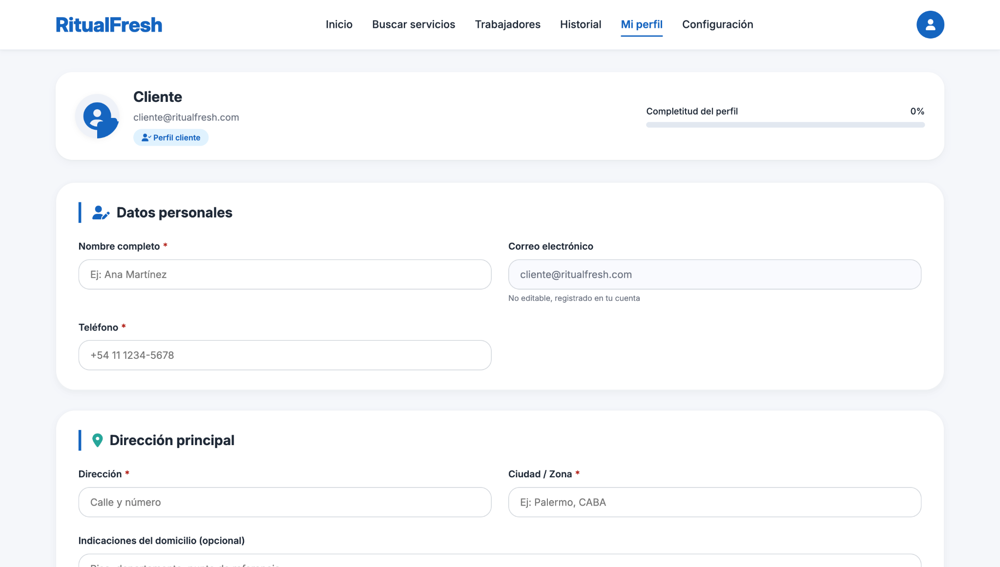 RitualFresh
Inicio
Buscar servicios
Trabajadores
Historial
Mi perfil
Configuración
Cliente
cliente@ritualfresh.com
Perfil cliente
Completitud del perfil
0%
Datos personales
Nombre completo *
Ej: Ana Martínez
Correo electrónico
cliente@ritualfresh.com
No editable, registrado en tu cuenta
Teléfono *
+54 11 1234-5678
Dirección principal
Dirección *
Calle y número
Ciudad / Zona *
Ej: Palermo, CABA
Indicaciones del domicilio (opcional)